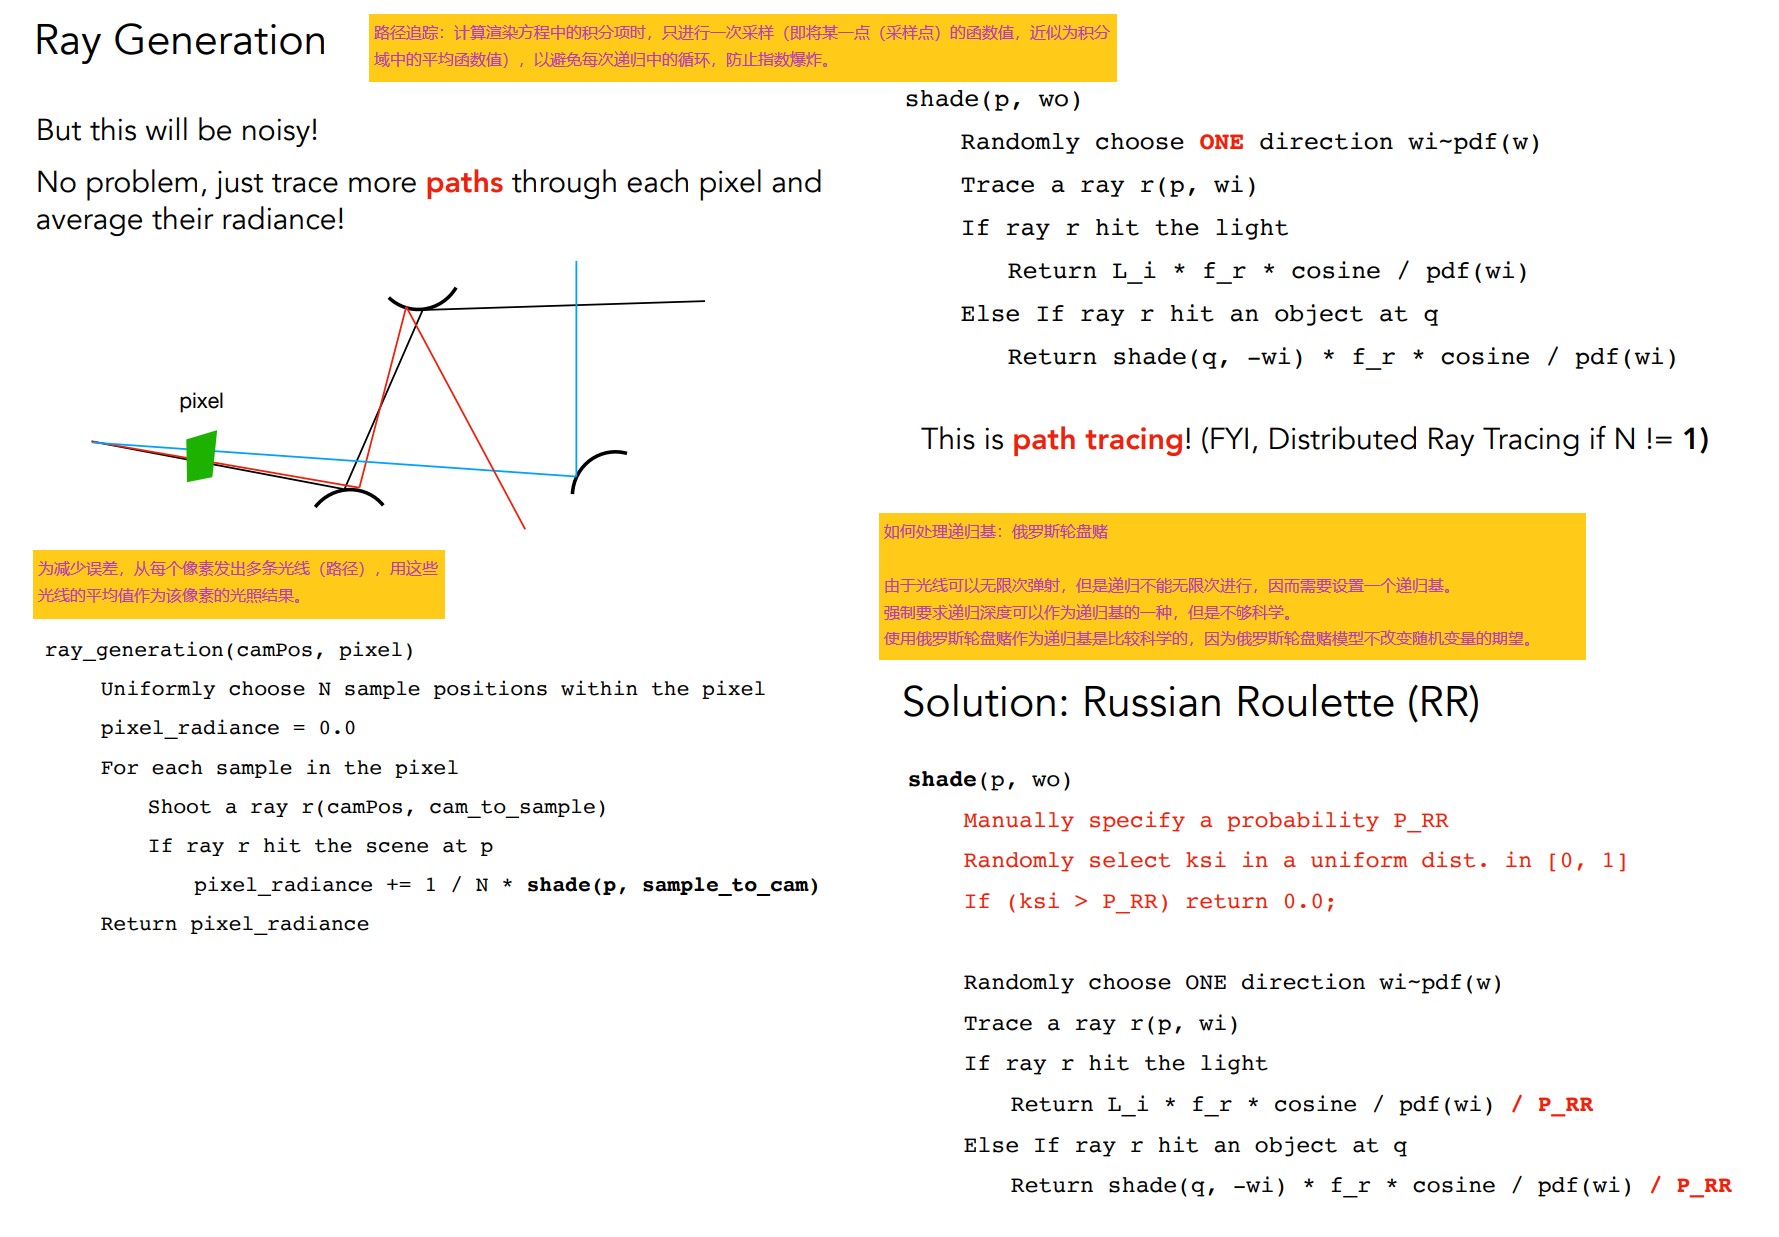 Ray Generation
路径追踪：计算渲染方程中的积分项时，只进行一次采样（即将某一点（采样点）的函数值，近似为积分
域中的平均函数值），以避免每次递归中的循环，防止指数爆炸。
But this will be noisy!
No problem, just trace more paths through each pixel and
average their radiance!
pixel
为减少误差，从每个像素发出多条光线（路径），用这些
光线的平均值作为该像素的光照结果。
ray_generation(camPos, pixel)
Uniformly choose N sample positions within the pixel
pixel_radiance = 0.0
For each sample in the pixel
Shoot a ray r(camPos, cam_to_sample)
If ray r hit the scene at p
pixel_radiance += 1 / N * shade(p, sample_to_cam)
Return pixel_radiance
shade(p, wo)
Randomly choose ONE direction wi~pdf(w)
Trace a ray r(p, wi)
If ray r hit the light
Return L_i * f_r * cosine / pdf(wi)
Else If ray r hit an object at q
Return shade(q, -wi) * f_r * cosine / pdf(wi)
This is path tracing! (FYI, Distributed Ray Tracing if N != 1)
如何处理递归基：俄罗斯轮盘赌
由于光线可以无限次弹射，但是递归不能无限次进行，因而需要设置一个递归基。
强制要求递归深度可以作为递归基的一种，但是不够科学。
使用俄罗斯轮盘赌作为递归基是比较科学的，因为俄罗斯轮盘赌模型不改变随机变量的期望。
Solution: Russian Roulette (RR)
shade(p, wo)
Manually specify a probability P_RR
Randomly select ksi in a uniform dist. in [0, 1]
If (ksi > P_RR) return 0.0;
Randomly choose ONE direction wi~pdf(w)
Trace a ray r(p, wi)
If ray r hit the light
Return L_i * f_r * cosine / pdf(wi) / P_RR
Else If ray r hit an object at q
Return shade(q, -wi) * f_r * cosine / pdf(wi) / P_RR